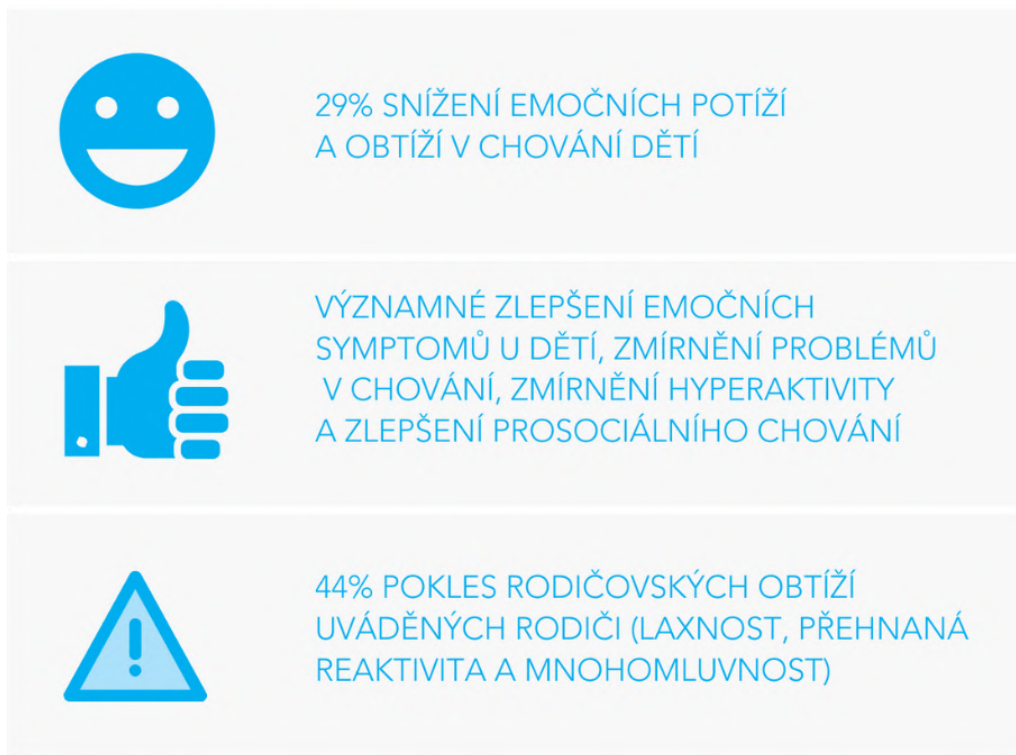 29% SNÍŽENÍ EMOČNÍCH POTÍŽÍ
A OBTÍŽÍ V CHOVÁNÍ DĚTÍ
VÝZNAMNÉ ZLEPŠENÍ EMOČNÍCH
SYMPTOMŮ U DĚTÍ, ZMÍRNĚNÍ PROBLÉMŮ
V CHOVÁNÍ, ZMÍRNĚNÍ HYPERAKTIVITY
A ZLEPŠENÍ PROSOCIÁLNÍHO CHOVÁNÍ
44% POKLES RODIČOVSKÝCH OBTÍŽÍ
UVÁDĚNÝCH RODIČI (LAXNOST, PŘEHNANÁ
REAKTIVITA A MNOHOMLUVNOST)